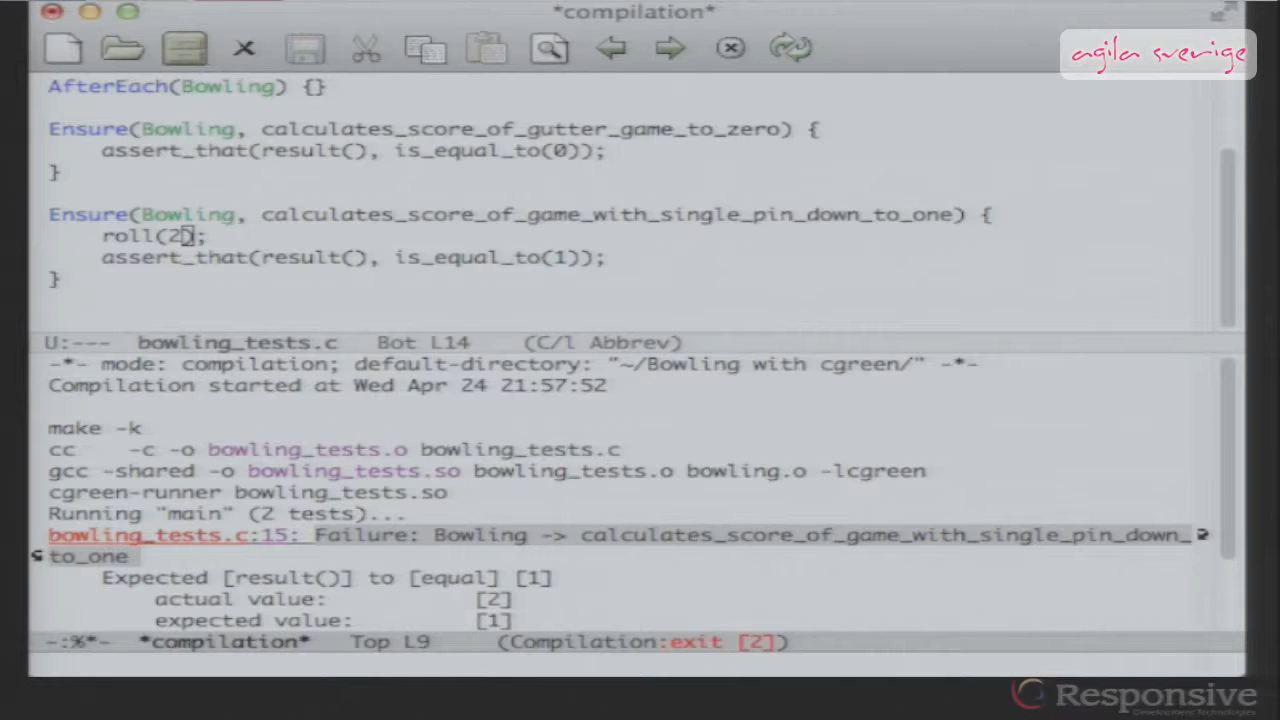 *compilation*
agila sverige
AfterEach(Bowling) {}
Ensure(Bowling, calculates_score_of_gutter_game_to_zero) {
assert_that(result(), is_equal_to(0));
}
Ensure(Bowling, calculates_score_of_game_with_single_pin_down_to_one) {
roll(2);
assert_that(result(), is_equal_to(1));
}
U:--- bowling_tests.c Bot L14 (C/l Abbrev)
-*- mode: compilation; default-directory: "~/Bowling with cgreen/" -*-
Compilation started at Wed Apr 24 21:57:52
make -k
cc -c -o bowling_tests.o bowling_tests.c
gcc -shared -o bowling_tests.so bowling_tests.o bowling.o -lcgreen
cgreen-runner bowling_tests.so
Running "main" (2 tests)...
bowling_tests.c:15: Failure: Bowling -> calculates_score_of_game_with_single_pin_down_
to_one
Expected [result()] to [equal] [1]
actual value: [2]
expected value: [1]
-:%*- *compilation* Top L9 (Compilation:exit [2])
Responsive
Development Technologies